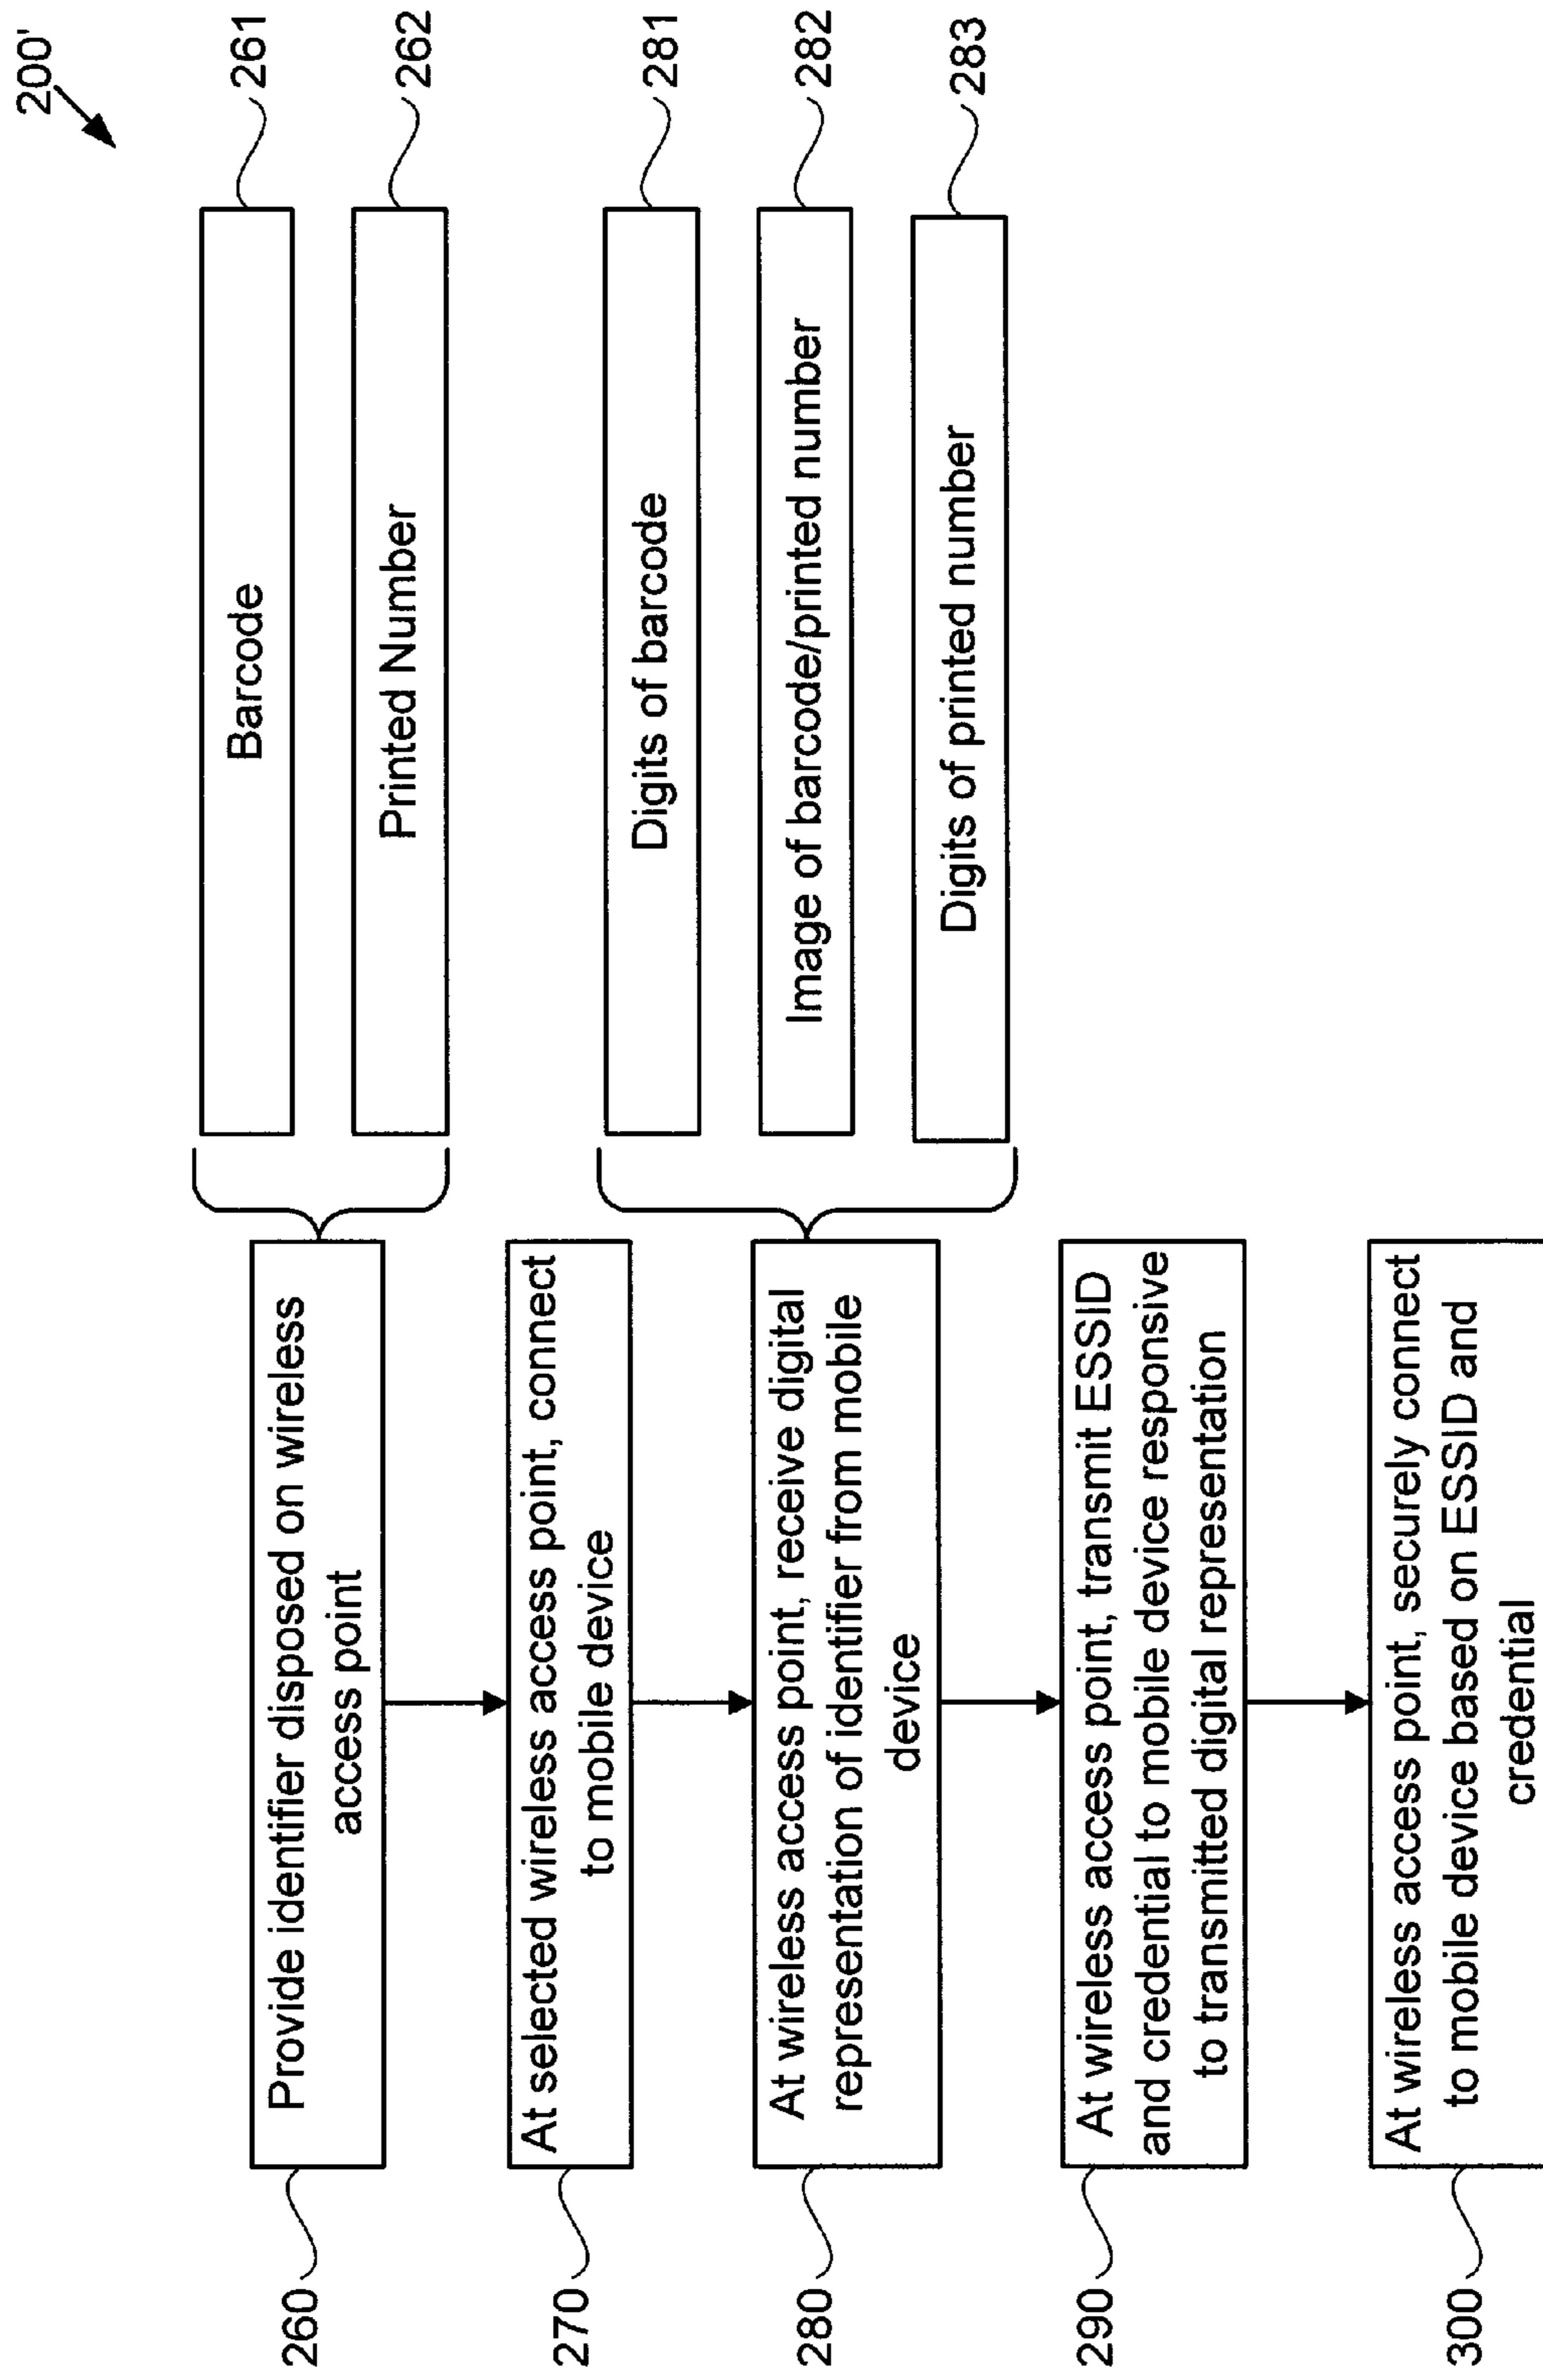 200'
260
Provide identifier disposed on wireless
access point
Barcode
261
Printed Number
262
270
At selected wireless access point, connect
to mobile device
280
At wireless access point, receive digital
representation of identifier from mobile
device
Digits of barcode
281
Image of barcode/printed number
282
Digits of printed number
283
290
At wireless access point, transmit ESSID
and credential to mobile device responsive
to transmitted digital representation
300
At wireless access point, securely connect
to mobile device based on ESSID and
credential